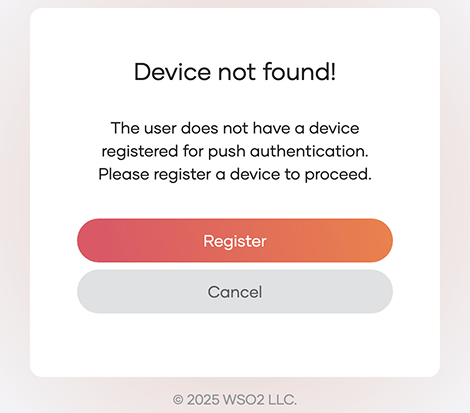 Device not found!
The user does not have a device
registered for push authentication.
Please register a device to proceed.
Register
Cancel
© 2025 WSO2 LLC.